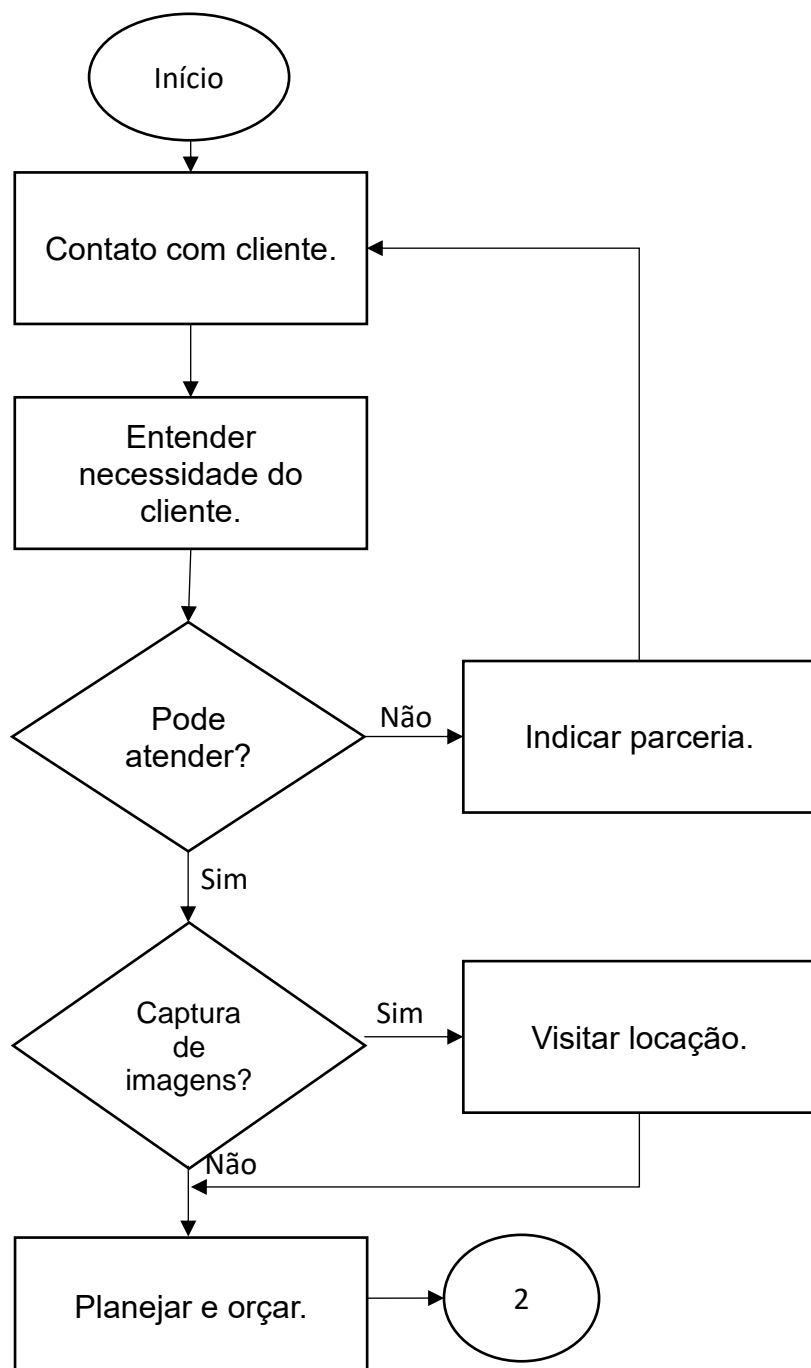 Início
Contato com cliente.
Entender
necessidade do
cliente.
Pode
atender?
Não
Indicar parceria.
Sim
Captura
de
imagens?
Sim
Visitar locação.
Não
Planejar e orçar.
2